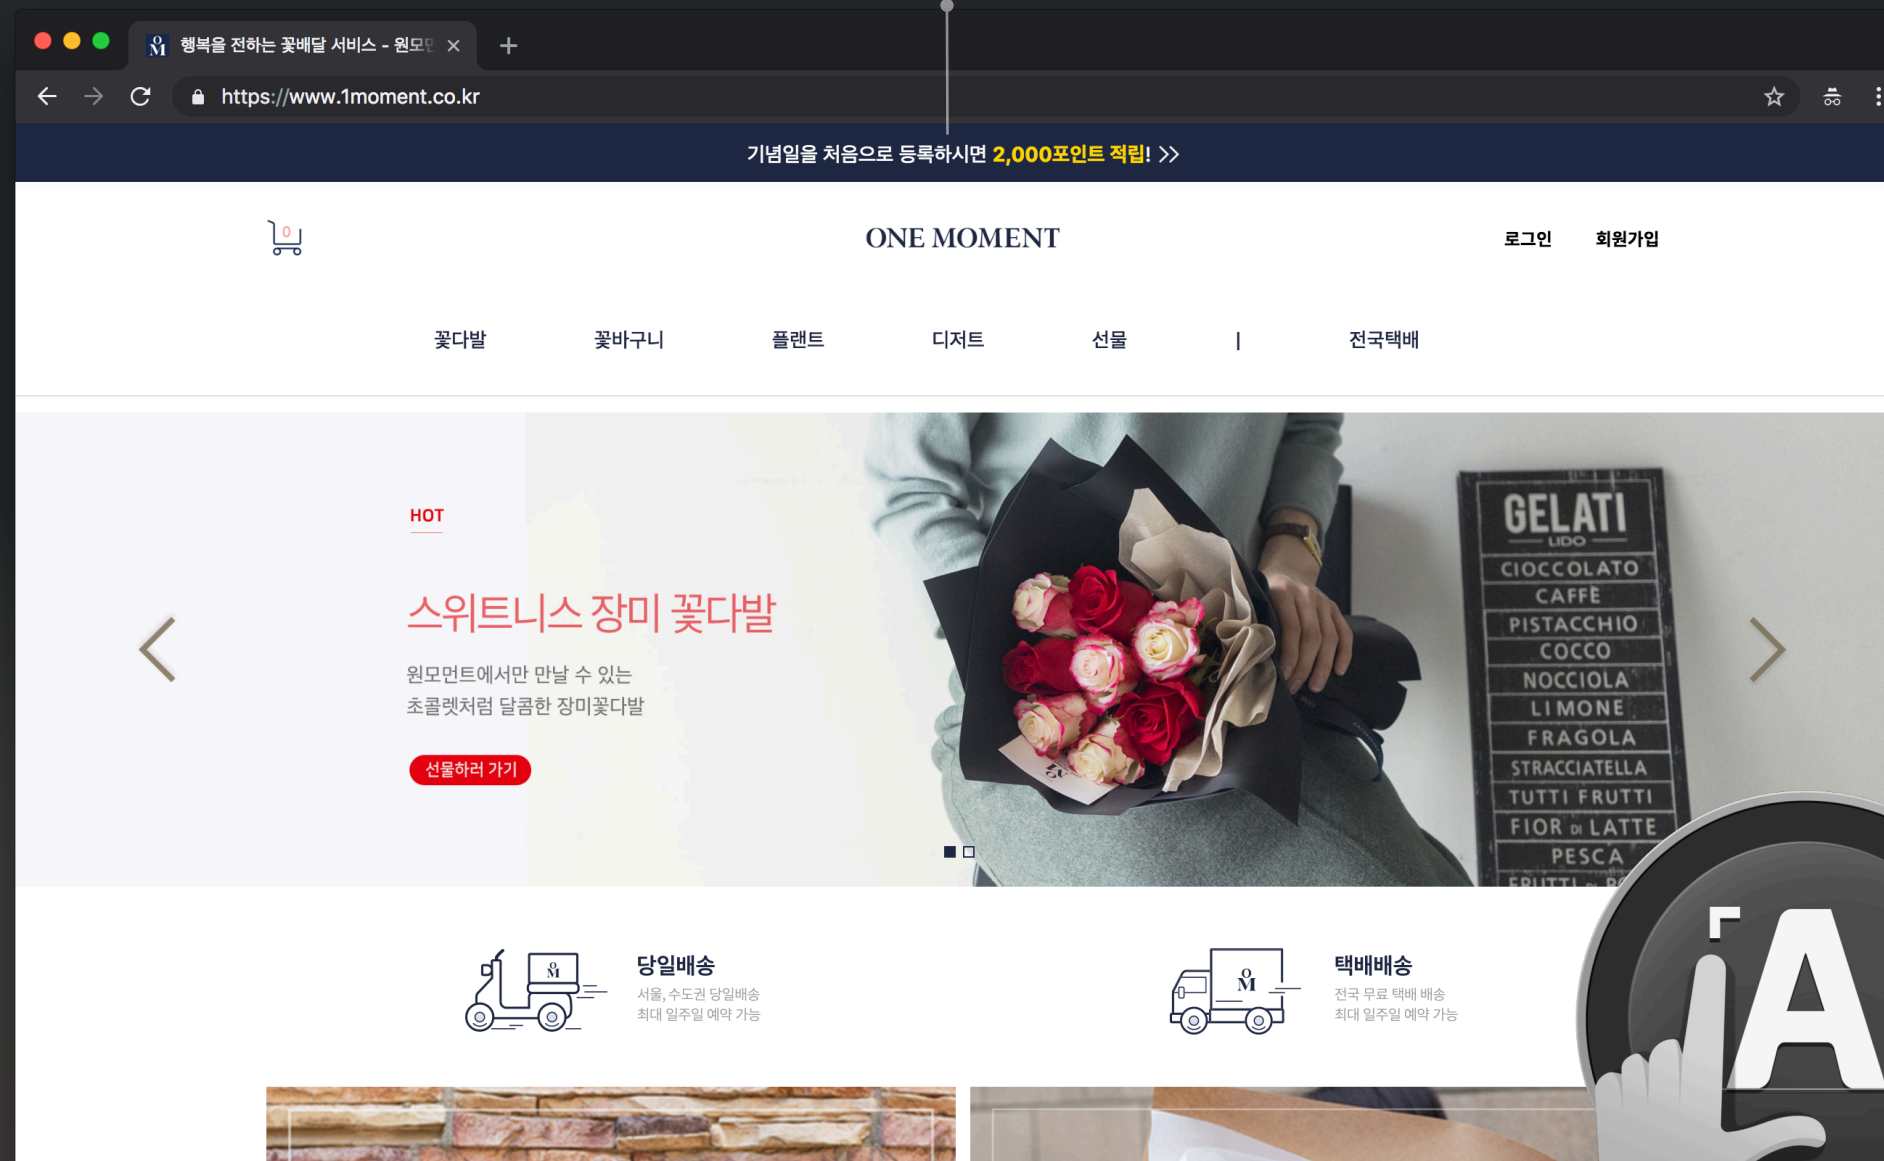 행복을 전하는 꽃배달 서비스 - 원모먼
https://www.1moment.co.kr
기념일을 처음으로 등록하시면 2,000포인트 적립! >>
0
ONE MOMENT
로그인 회원가입
꽃다발 꽃바구니 플랜트 디저트 선물 | 전국택배
HOT
스위트니스 장미 꽃다발
원모먼트에서만 만날 수 있는
초콜렛처럼 달콤한 장미꽃다발
선물하러 가기
GELATI
LIDO
CIOCCOLATO
CAFFÈ
PISTACCHIO
COCCO
NOCCIOLA
LIMONE
FRAGOLA
STRACCIATELLA
TUTTI FRUTTI
FIOR DI LATTE
PESCA
OM
당일배송
서울, 수도권 당일배송
최대 일주일 예약 가능
OM
택배배송
전국 무료 택배 배송
최대 일주일 예약 가능
A